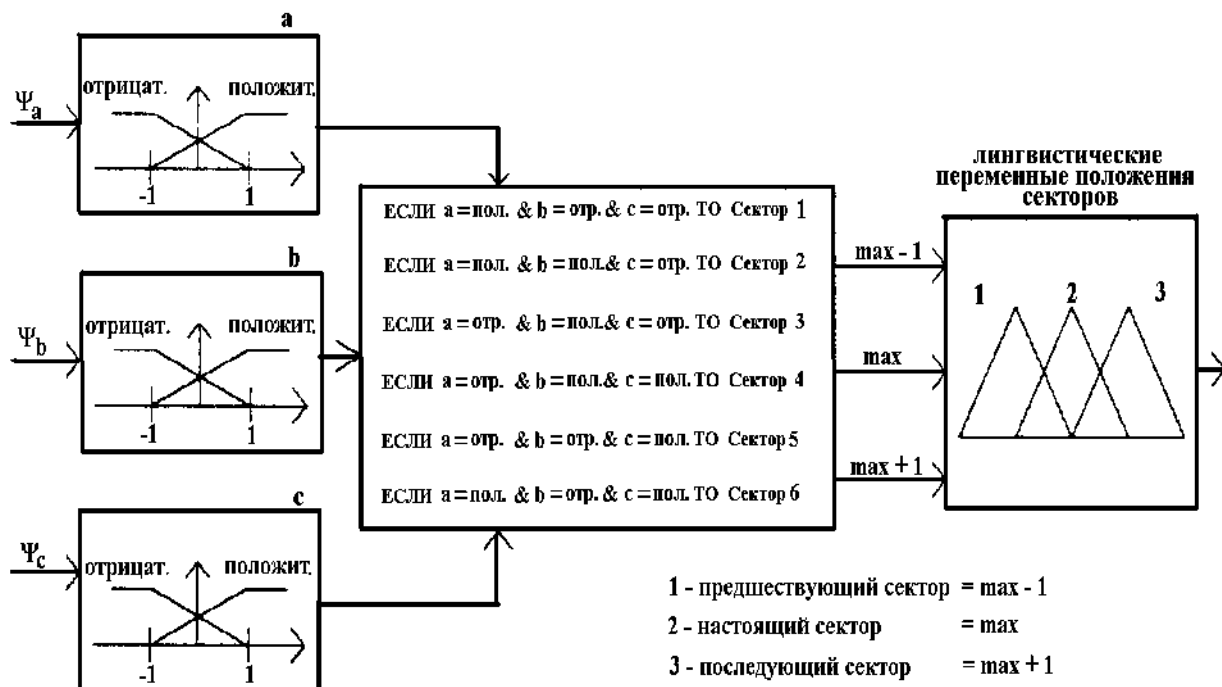 a
отрицат. положит.
Ψa
-1 1
b
отрицат. положит.
Ψb
-1 1
c
отрицат. положит.
Ψc
-1 1
ЕСЛИ a = пол. & b = отр. & c = отр. ТО Сектор 1
ЕСЛИ a = пол. & b = пол. & c = отр. ТО Сектор 2
ЕСЛИ a = отр. & b = пол. & c = отр. ТО Сектор 3
ЕСЛИ a = отр. & b = пол. & c = пол. ТО Сектор 4
ЕСЛИ a = отр. & b = отр. & c = пол. ТО Сектор 5
ЕСЛИ a = пол. & b = отр. & c = пол. ТО Сектор 6
max - 1
max
max + 1
лингвистические
переменные положения
секторов
1 2 3
1 - предшествующий сектор = max - 1
2 - настоящий сектор = max
3 - последующий сектор = max + 1